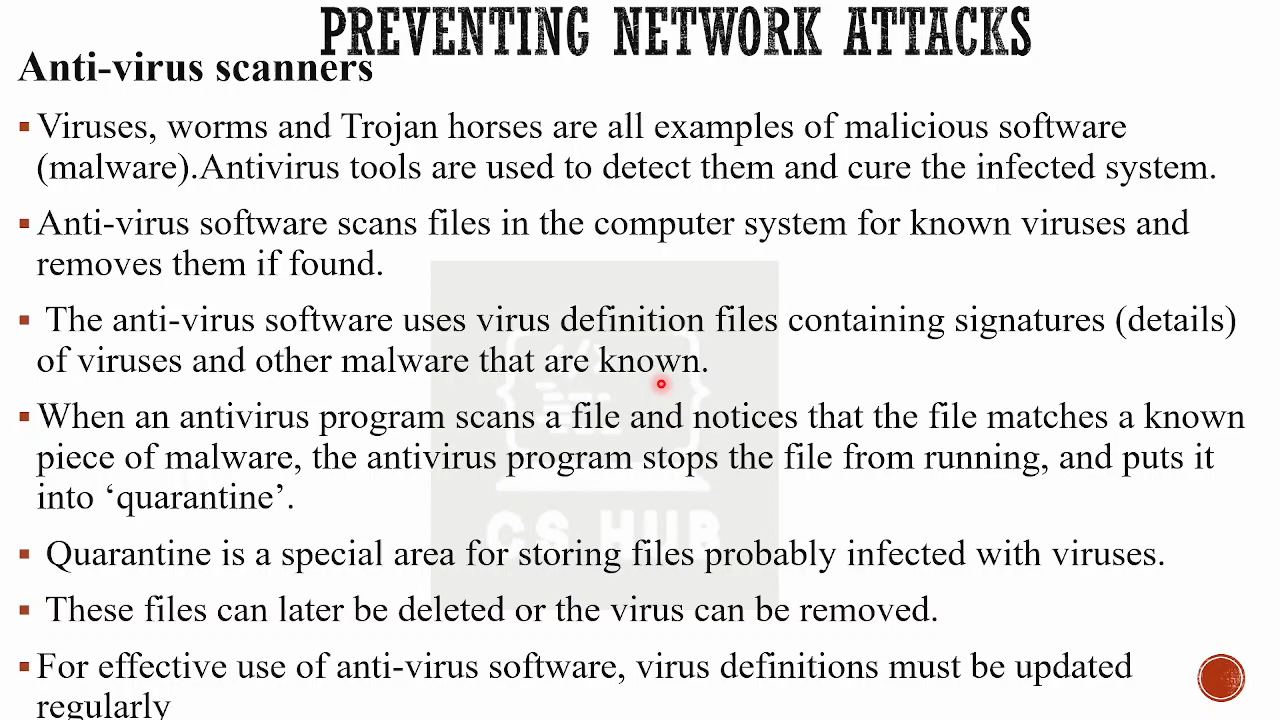 PREVENTING NETWORK ATTACKS
Anti-virus scanners
▪ Viruses, worms and Trojan horses are all examples of malicious software
(malware).Antivirus tools are used to detect them and cure the infected system.
▪ Anti-virus software scans files in the computer system for known viruses and
removes them if found.
▪ The anti-virus software uses virus definition files containing signatures (details)
of viruses and other malware that are known.
▪ When an antivirus program scans a file and notices that the file matches a known
piece of malware, the antivirus program stops the file from running, and puts it
into ‘quarantine’.
CS HUB
▪ Quarantine is a special area for storing files probably infected with viruses.
▪ These files can later be deleted or the virus can be removed.
▪ For effective use of anti-virus software, virus definitions must be updated
regularly